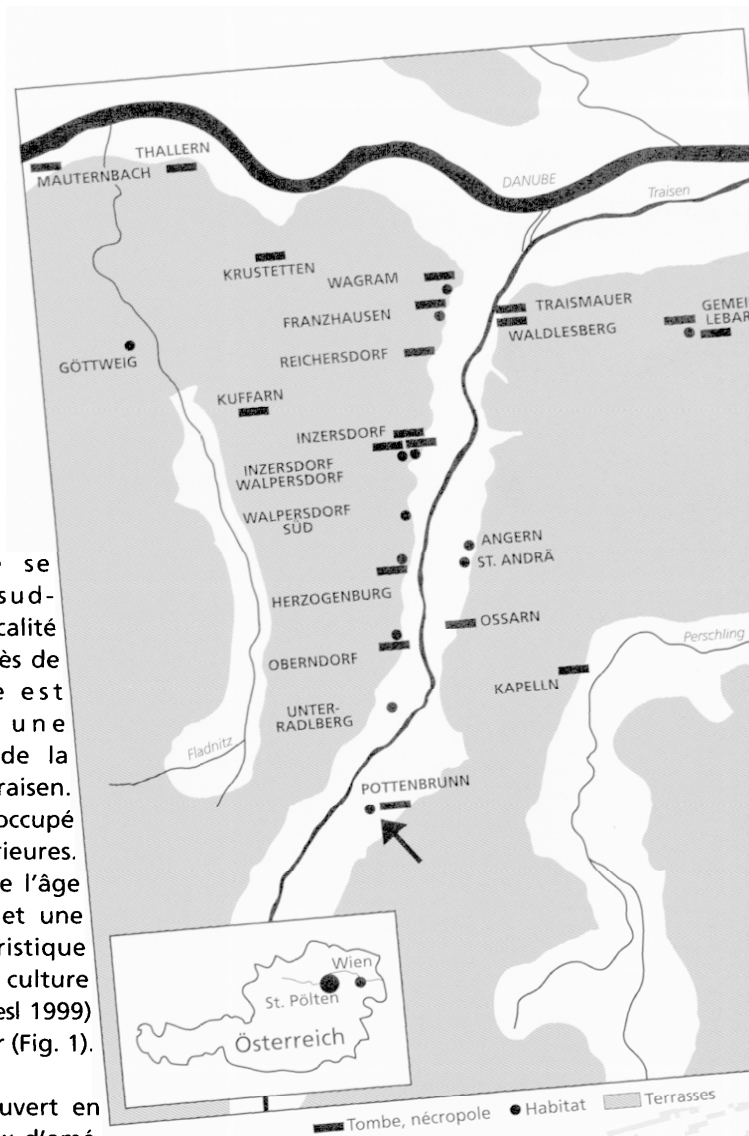 THALLERN
MAUTERNBACH
DANUBE
Traisen
KRUSTETTEN
WAGRAM
FRANZHAUSEN
TRAISMAUER
WALDLESBERG
GEMEI
LEBAR
REICHERSDORF
GÖTTWEIG
KUFFARN
INZERSDORF
INZERSDORF
WALPERSDORF
WALPERSDORF
SÜD
ANGERN
ST. ANDRÄ
HERZOGENBURG
OSSARN
Perschling
OBERNDORF
KAPELLN
UNTER-
RADLBERG
Fladnitz
POTTENBRUNN
Wien
St. Pölten
Österreich
Tombe, nécropole
Habitat
Terrasses
se
sud-
calité
ès de
e est
une
de la
raisen.
occupé
rieures.
e l'âge
et une
ristique
culture
esl 1999)
r (Fig. 1).
uvert en